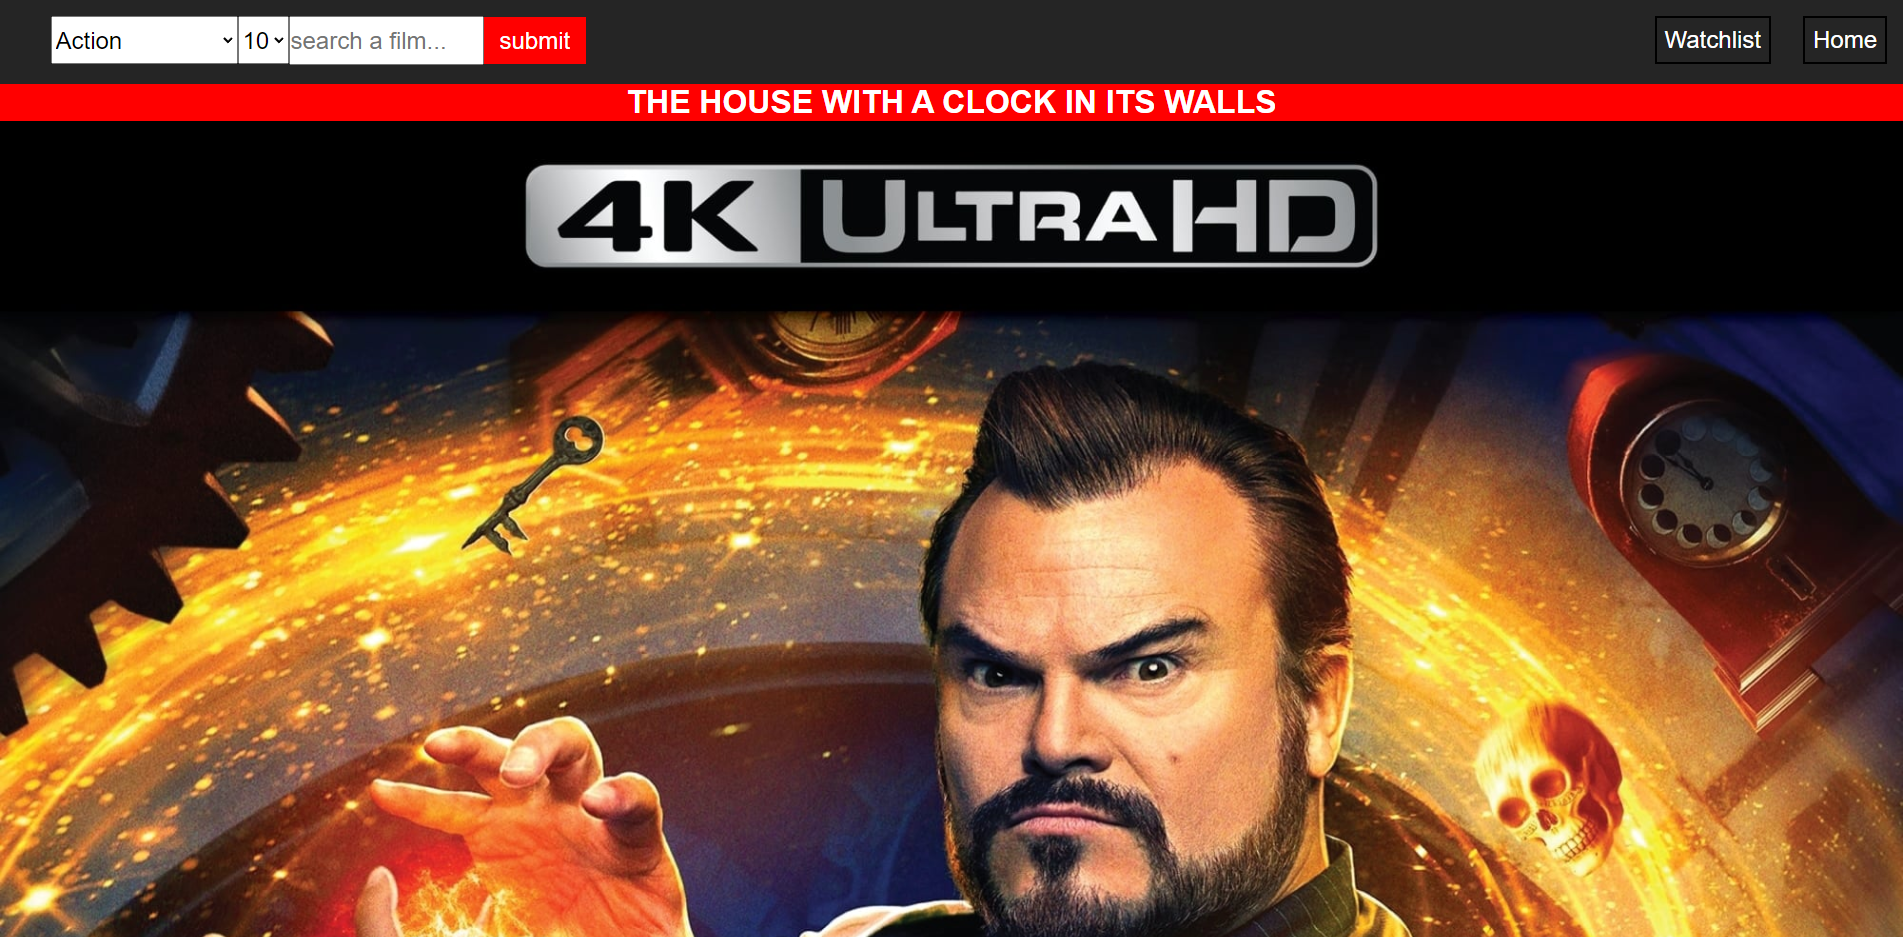 Action 10 search a film... submit Watchlist Home
THE HOUSE WITH A CLOCK IN ITS WALLS
4K ULTRA HD